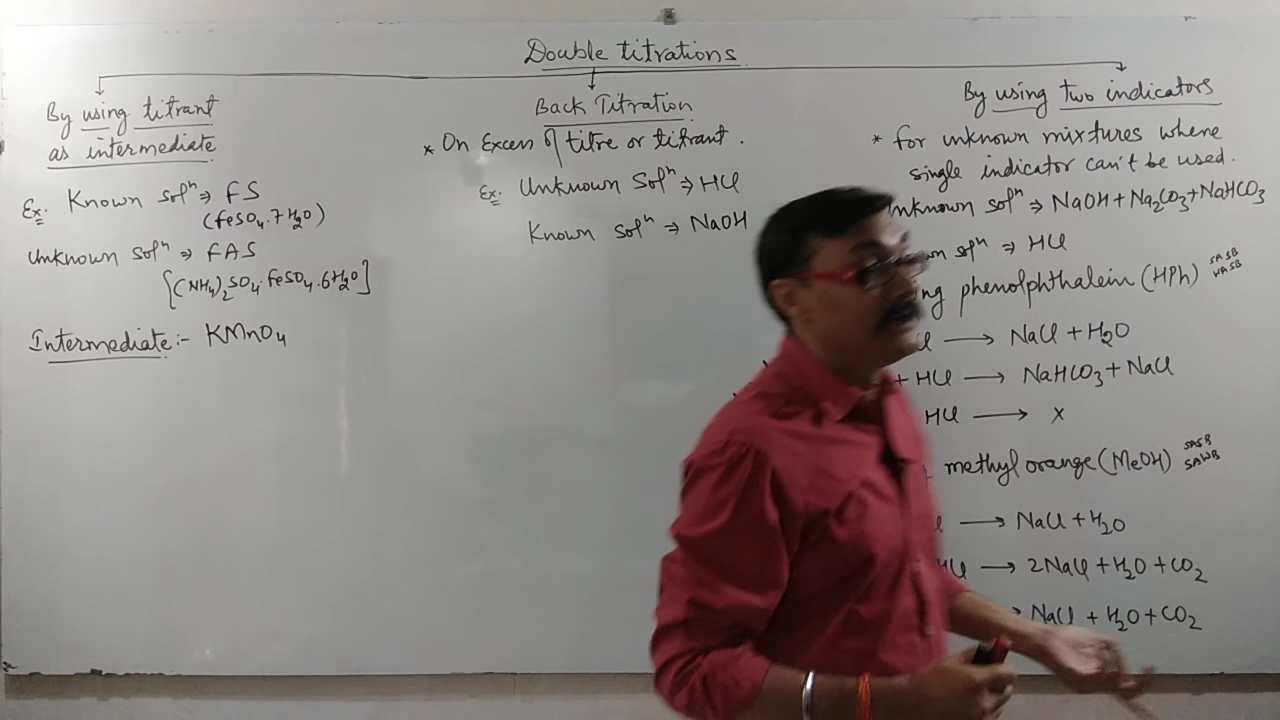 Double titrations
By using titrant
as intermediate
Ex. Known solⁿ ⇒ FS
(FeSO₄.7H₂O)
Unknown solⁿ ⇒ FAS
{(NH₄)₂SO₄.FeSO₄.6H₂O]
Intermediate:- KMnO₄
Back Titration
* On Excess of titre or titrant.
Ex. Unknown Solⁿ ⇒ HCl
Known Solⁿ ⇒ NaOH
By using two indicators
* for unknown mixtures where
single indicator can't be used.
solⁿ ⇒ NaOH + Na₂CO₃ + NaHCO₃
solⁿ ⇒ HCl
phenolphthalein (HPh) SASB
WASB
⟶ NaCl + H₂O
+ HCl ⟶ NaHCO₃ + NaCl
HCl ⟶ x
methyl orange (MeOH) SASB
SAWB
⟶ NaCl + H₂O
HCl ⟶ 2NaCl + H₂O + CO₂
NaCl + H₂O + CO₂